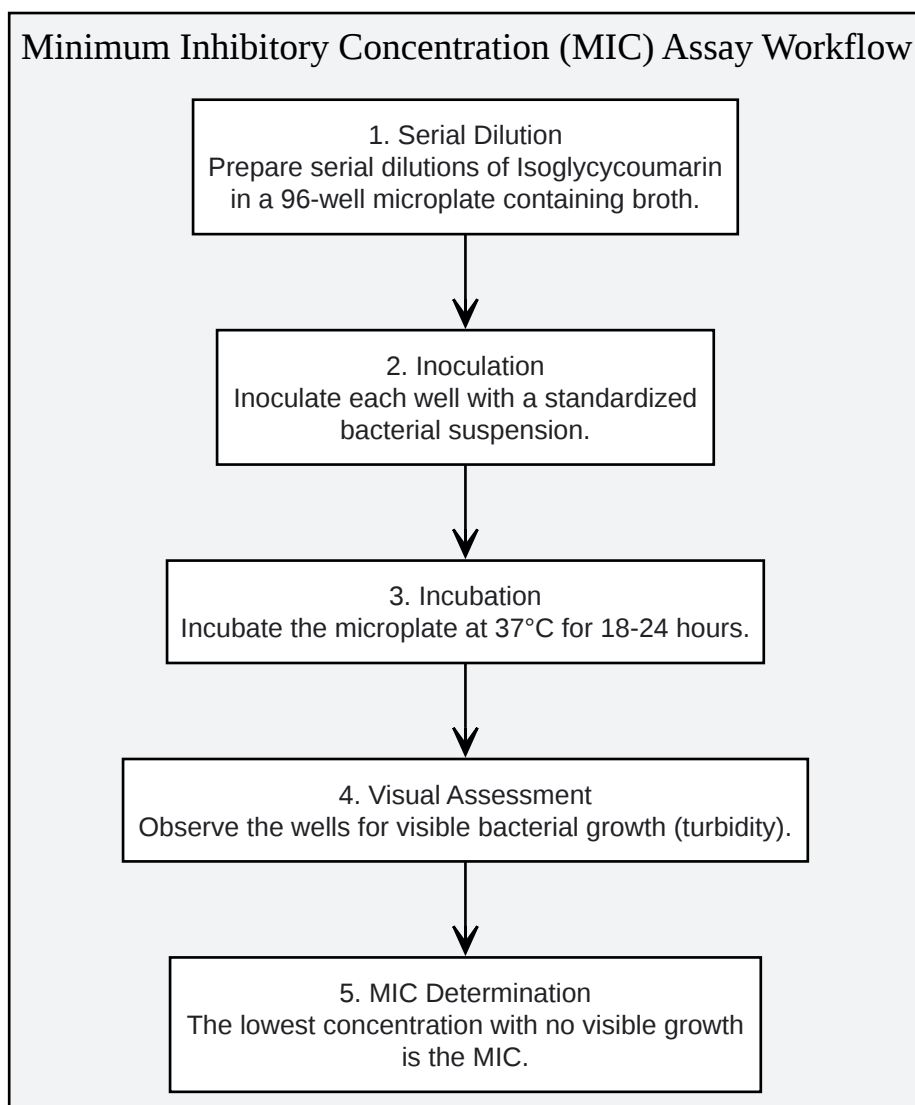 Minimum Inhibitory Concentration (MIC) Assay Workflow
1. Serial Dilution
Prepare serial dilutions of Isoglycycoumarin
in a 96-well microplate containing broth.
2. Inoculation
Inoculate each well with a standardized
bacterial suspension.
3. Incubation
Incubate the microplate at 37°C for 18-24 hours.
4. Visual Assessment
Observe the wells for visible bacterial growth (turbidity).
5. MIC Determination
The lowest concentration with no visible growth
is the MIC.